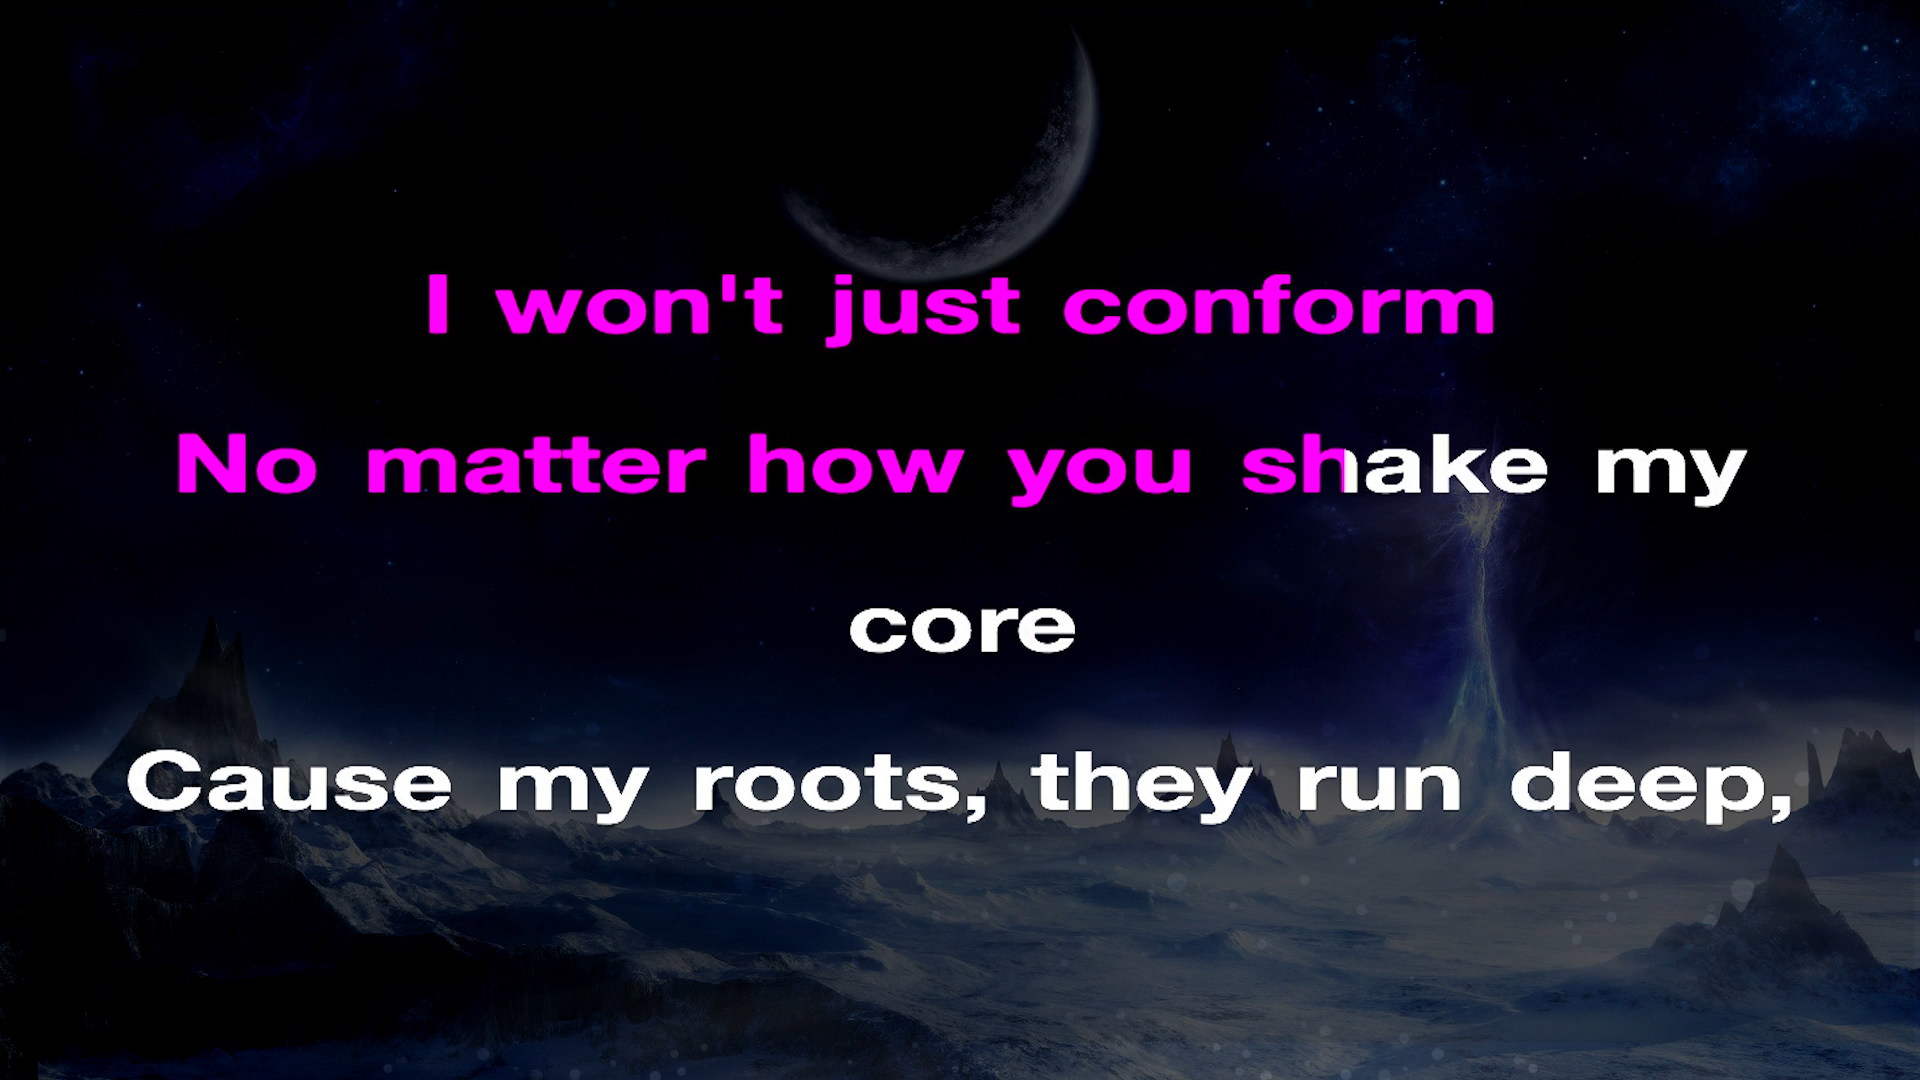 I won't just conform
No matter how you shake my
core
Cause my roots, they run deep,